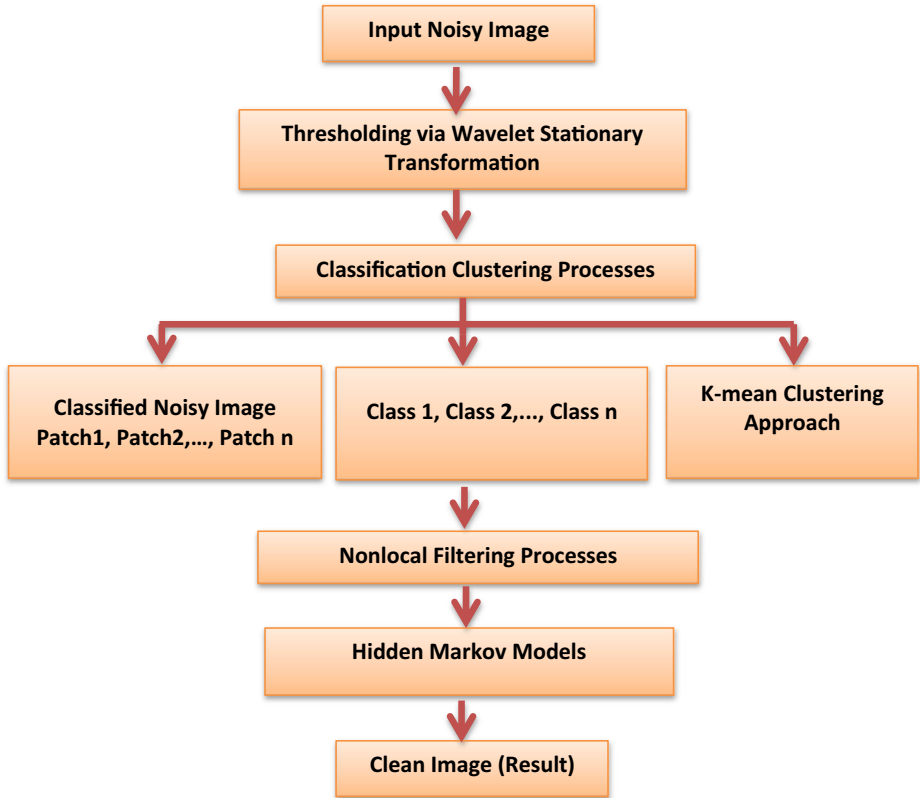 Input Noisy Image
Thresholding via Wavelet Stationary
Transformation
Classification Clustering Processes
Classified Noisy Image
Patch1, Patch2,..., Patch n
Class 1, Class 2,..., Class n
K-mean Clustering
Approach
Nonlocal Filtering Processes
Hidden Markov Models
Clean Image (Result)